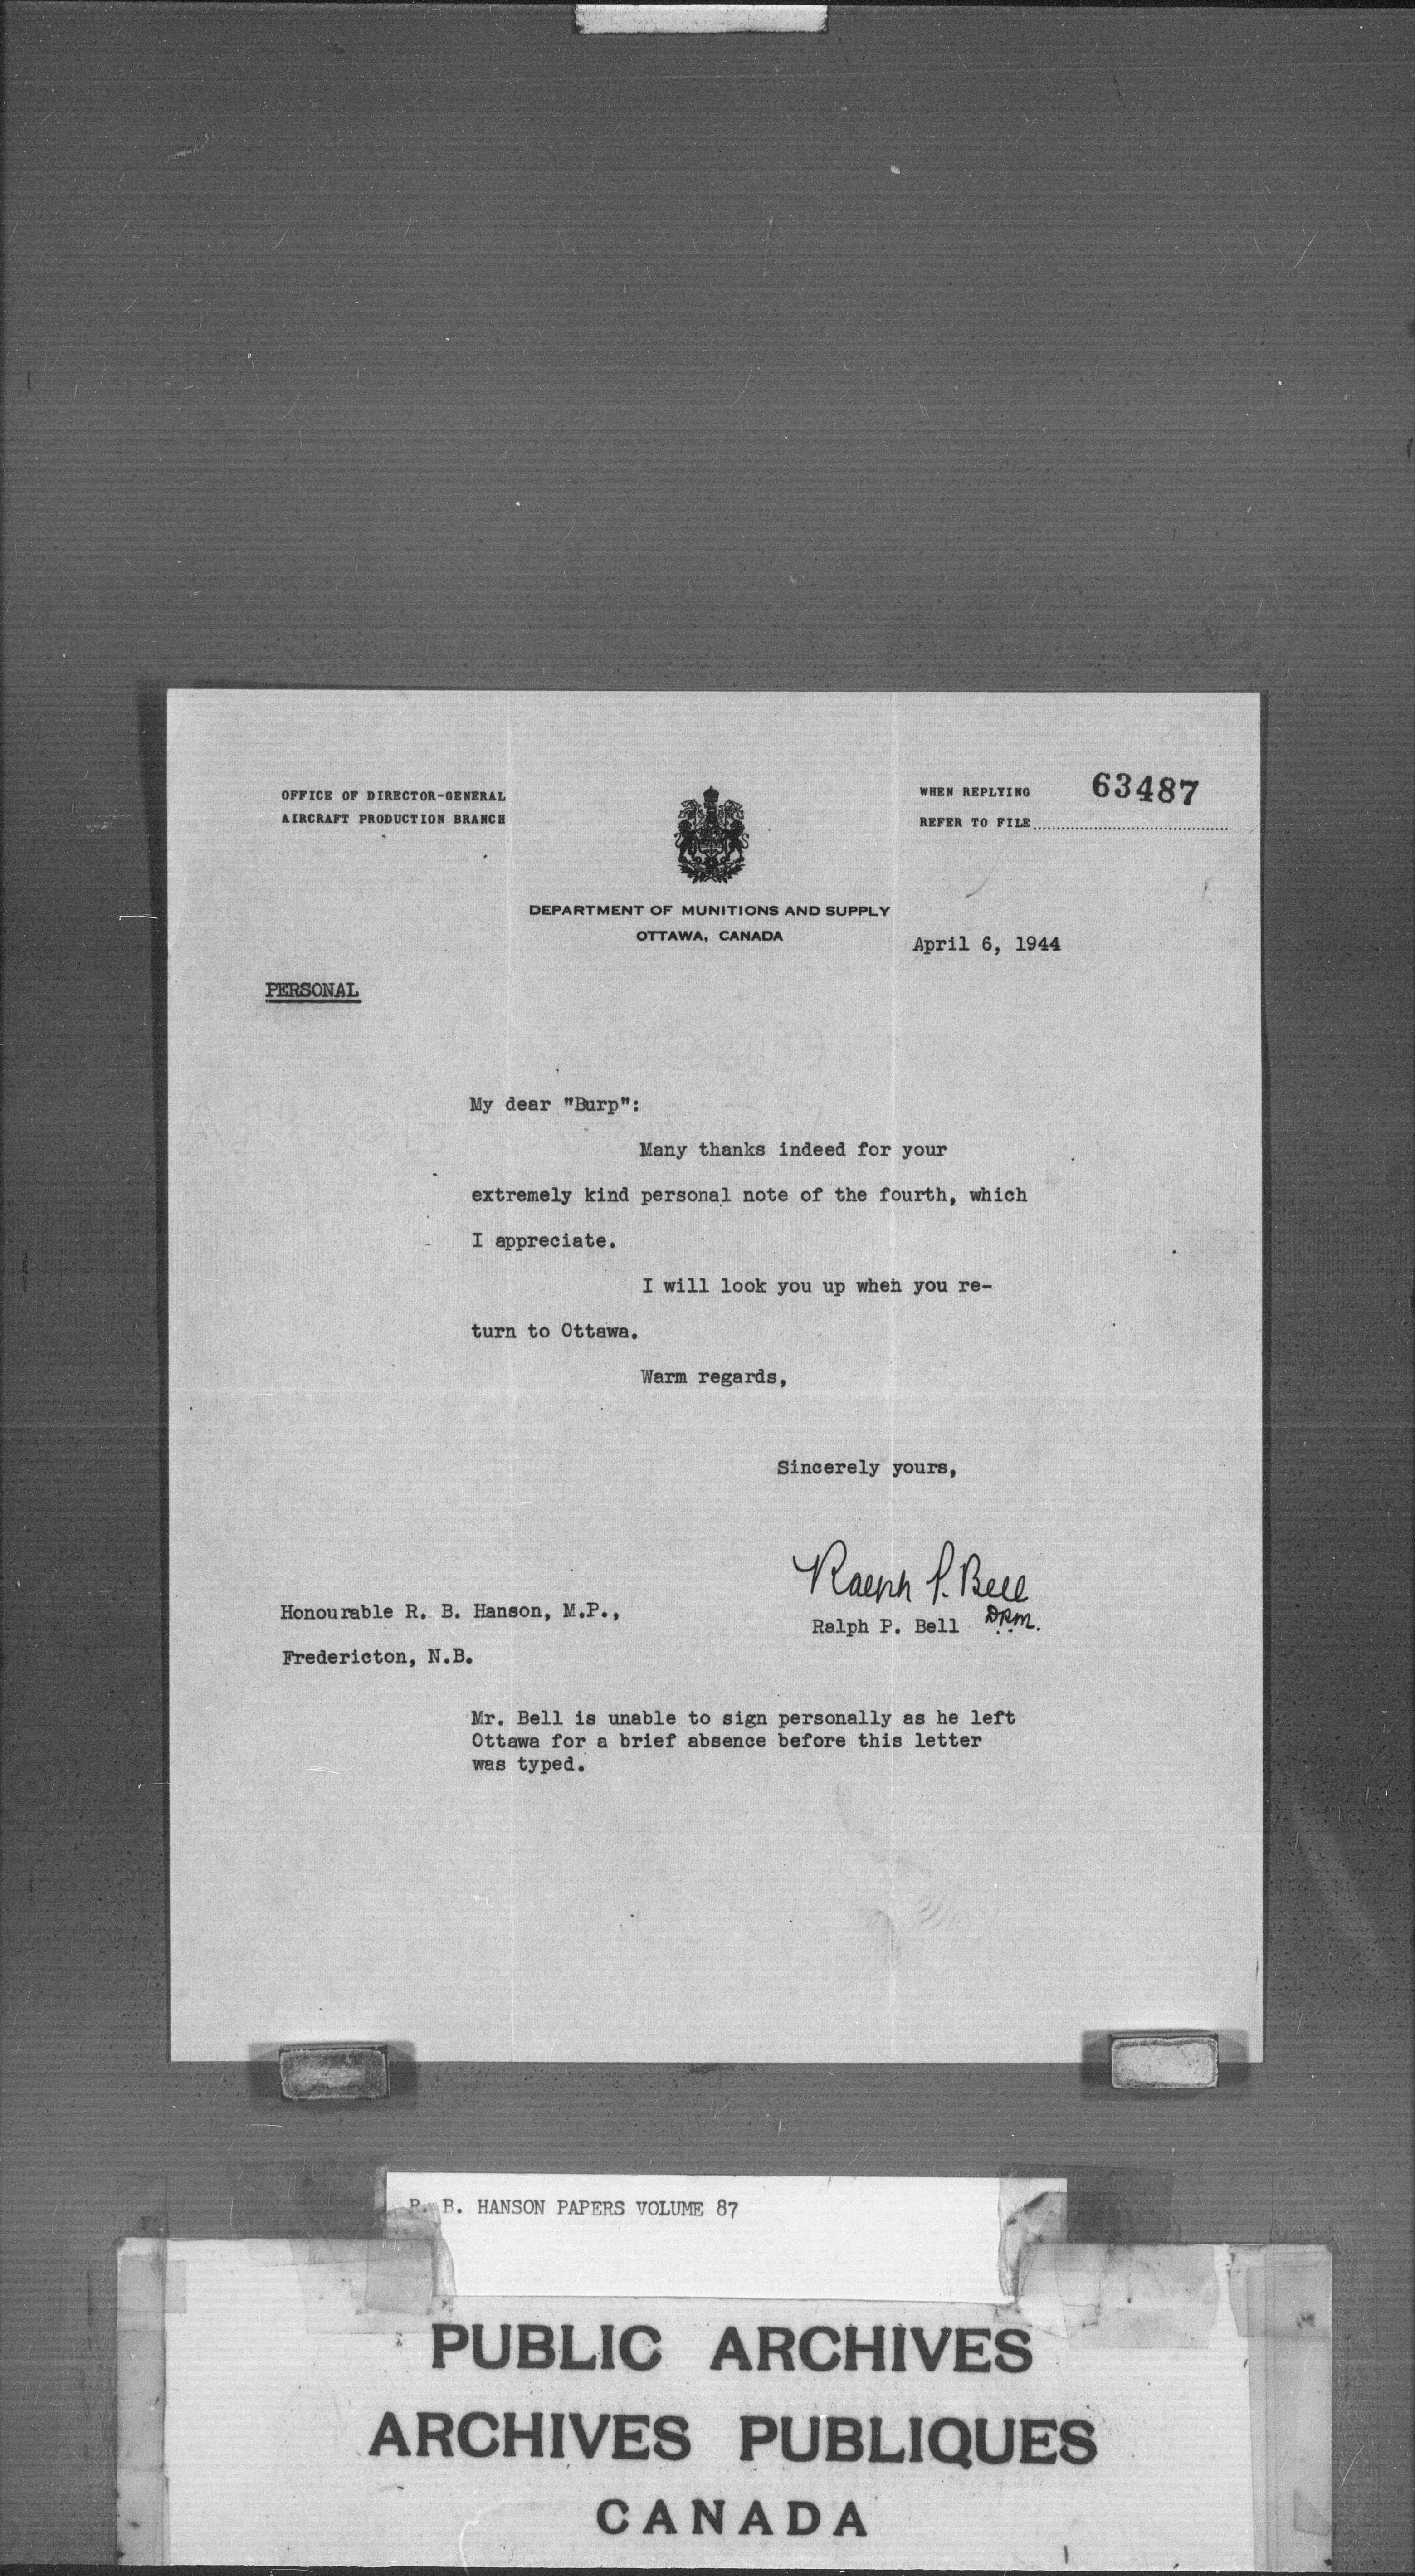 OFFICE OF DIRECTOR-GENERAL
AIRCRAFT PRODUCTION BRANCH
WHEN REPLYING
REFER TO FILE
63487
DEPARTMENT OF MUNITIONS AND SUPPLY
OTTAWA, CANADA
April 6, 1944
PERSONAL
My dear "Burp":
Many thanks indeed for your
extremely kind personal note of the fourth, which
I appreciate.
I will look you up when you re-
turn to Ottawa.
Warm regards,
Sincerely yours,
Ralph P. Bell
Ralph P. Bell D.R.M.
Honourable R. B. Hanson, M.P.,
Fredericton, N.B.
Mr. Bell is unable to sign personally as he left
Ottawa for a brief absence before this letter
was typed.
R. B. HANSON PAPERS VOLUME 87
PUBLIC ARCHIVES
ARCHIVES PUBLIQUES
CANADA